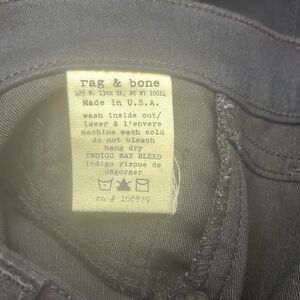 rag & bone
425 W. 13th St, NY NY 10014
Made in U.S.A.
wash inside out/
laver à l'envers
machine wash cold
do not bleach
hang dry
INDIGO MAY BLEED
indigo risque de
dégorger
rn # 108879